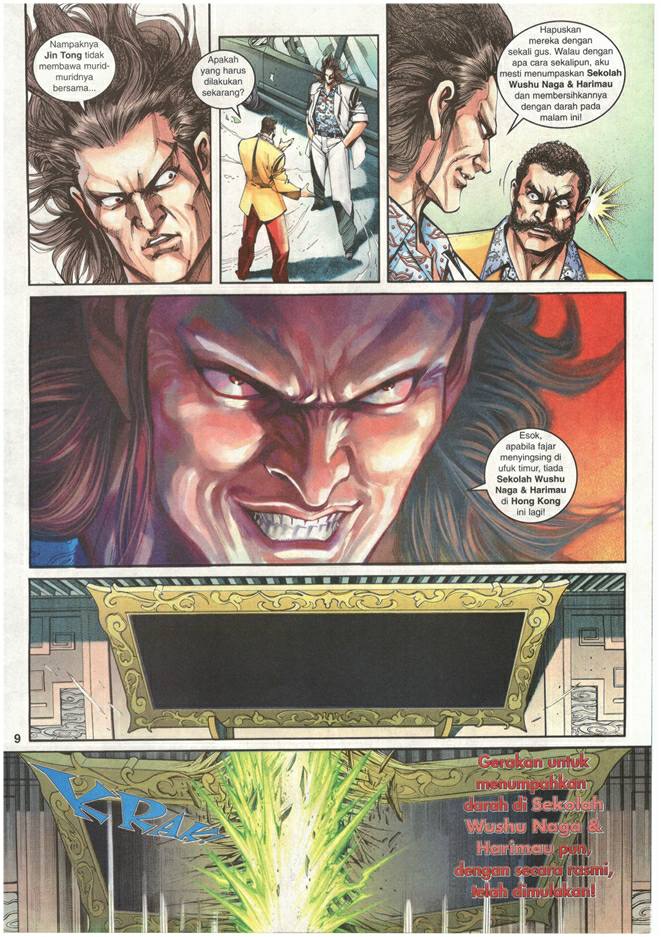 Nampaknya
Jin Tong tidak
membawa murid-
muridnya
bersama...
Apakah
yang harus
dilakukan
sekarang?
Hapuskan
mereka dengan
sekali gus. Walau dengan
apa cara sekalipun, aku
mesti menumpaskan Sekolah
Wushu Naga & Harimau
dan membersihkannya
dengan darah pada
malam ini!
Esok,
apabila fajar
menyingsing di
ufuk timur, tiada
Sekolah Wushu
Naga & Harimau
di Hong Kong
ini lagi!
9
KRAK
Gerakan untuk
menumpahkan
darah di Sekolah
Wushu Naga &
Harimau pun,
dengan secara rasmi,
telah dimulakan!